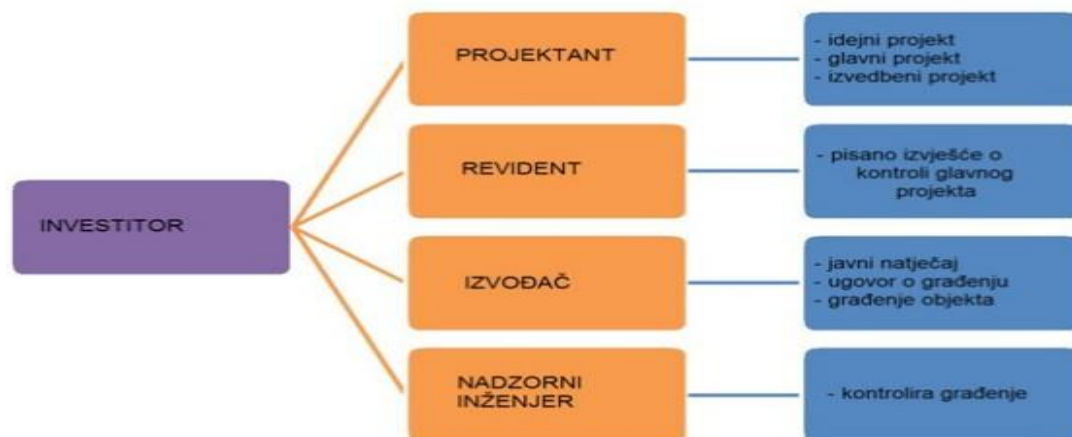 INVESTITOR
PROJEKTANT
- idejni projekt
- glavni projekt
- izvedbeni projekt
REVIDENT
- pisano izvješće o
kontroli glavnog
projekta
IZVOĐAČ
- javni natječaj
- ugovor o građenju
- građenje objekta
NADZORNI
INŽENJER
- kontrolira građenje